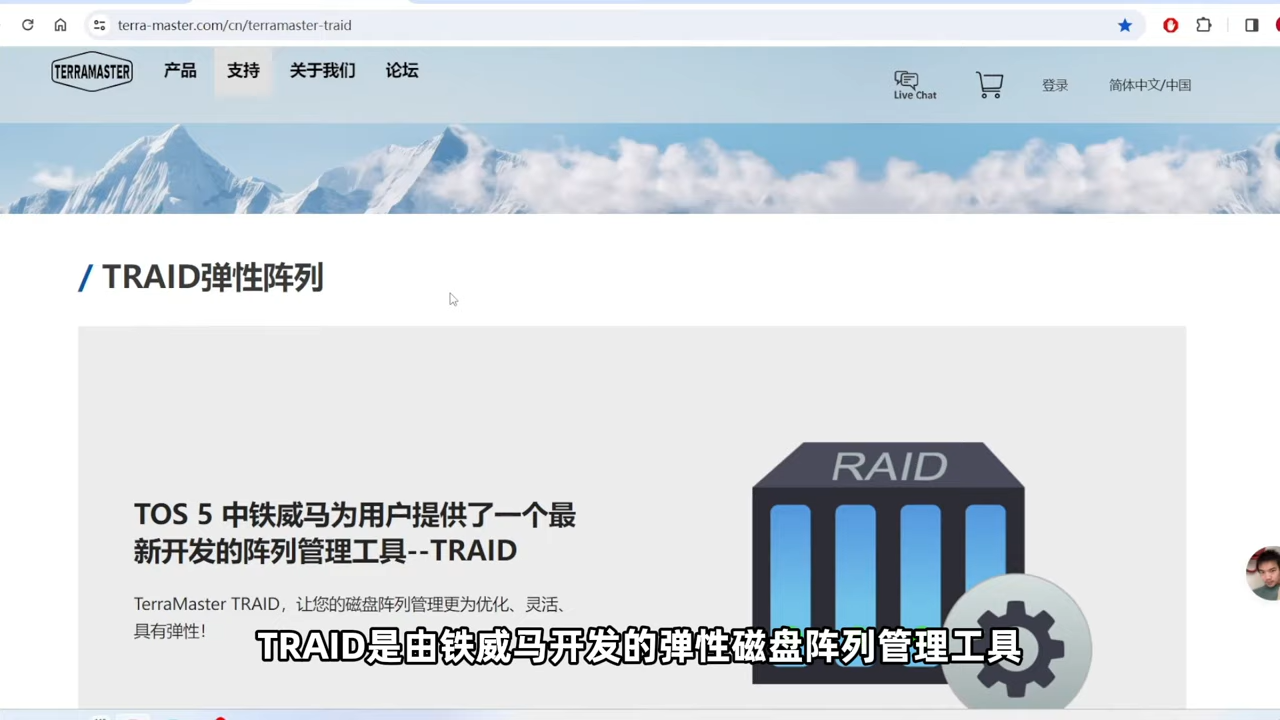 terra-master.com/cn/terramaster-traid
TERRAMASTER
产品
支持
关于我们
论坛
Live Chat
登录
简体中文/中国
/ TRAID弹性阵列
RAID
TOS 5 中铁威马为用户提供了一个最
新开发的阵列管理工具--TRAID
TerraMaster TRAID，让您的磁盘阵列管理更为优化、灵活、
具有弹性！
TRAID是由铁威马开发的弹性磁盘阵列管理工具